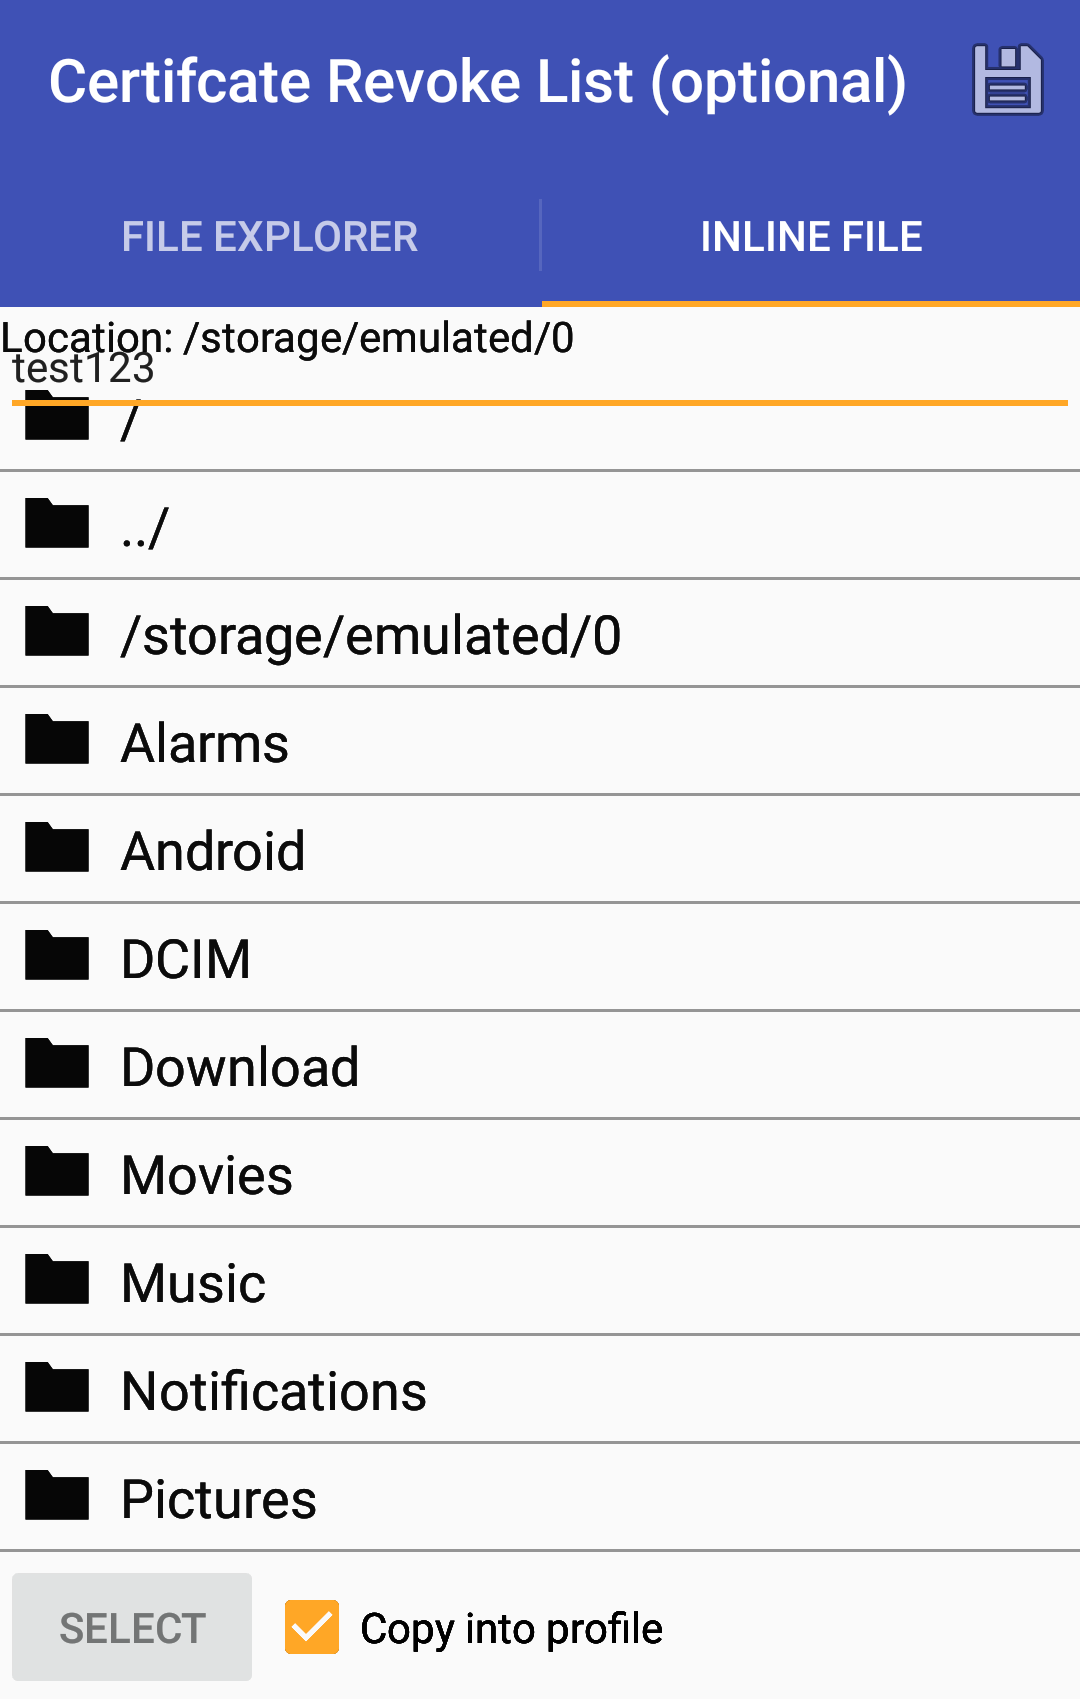 Certifcate Revoke List (optional)
FILE EXPLORER
INLINE FILE
Location: /storage/emulated/0
test123
/
../
/storage/emulated/0
Alarms
Android
DCIM
Download
Movies
Music
Notifications
Pictures
SELECT
Copy into profile